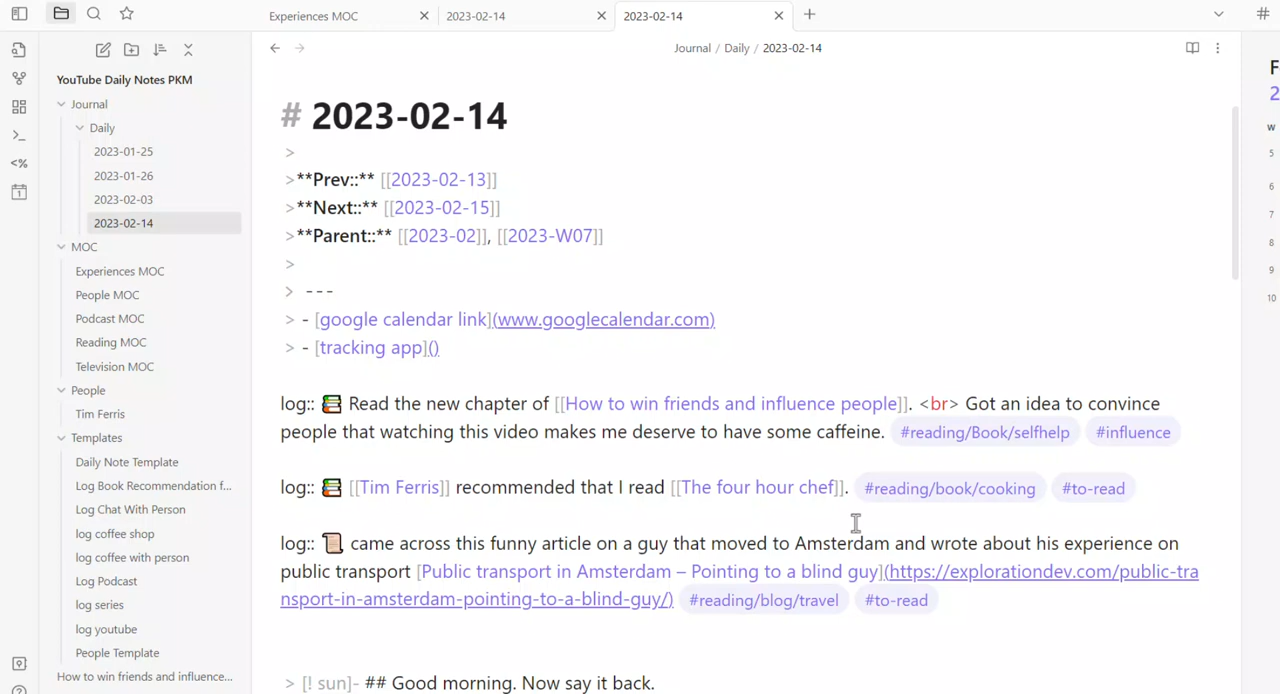 Experiences MOC
2023-02-14
2023-02-14
YouTube Daily Notes PKM
Journal
Daily
2023-01-25
2023-01-26
2023-02-03
2023-02-14
MOC
Experiences MOC
People MOC
Podcast MOC
Reading MOC
Television MOC
People
Tim Ferris
Templates
Daily Note Template
Log Book Recommendation f...
Log Chat With Person
log coffee shop
log coffee with person
Log Podcast
log series
log youtube
People Template
How to win friends and influence...
Journal / Daily / 2023-02-14
# 2023-02-14
>
>**Prev::** [[2023-02-13]]
>**Next::** [[2023-02-15]]
>**Parent::** [[2023-02]], [[2023-W07]]
>
> ---
> - [google calendar link](www.googlecalendar.com)
> - [tracking app]()
log:: 📚 Read the new chapter of [[How to win friends and influence people]]. <br> Got an idea to convince
people that watching this video makes me deserve to have some caffeine. #reading/Book/selfhelp #influence
log:: 📚 [[Tim Ferris]] recommended that I read [[The four hour chef]]. #reading/book/cooking #to-read
log:: 📜 came across this funny article on a guy that moved to Amsterdam and wrote about his experience on
public transport [Public transport in Amsterdam – Pointing to a blind guy](https://explorationdev.com/public-tra
nsport-in-amsterdam-pointing-to-a-blind-guy/) #reading/blog/travel #to-read
> [! sun]- ## Good morning. Now say it back.
F
2
W
5
6
7
8
9
10